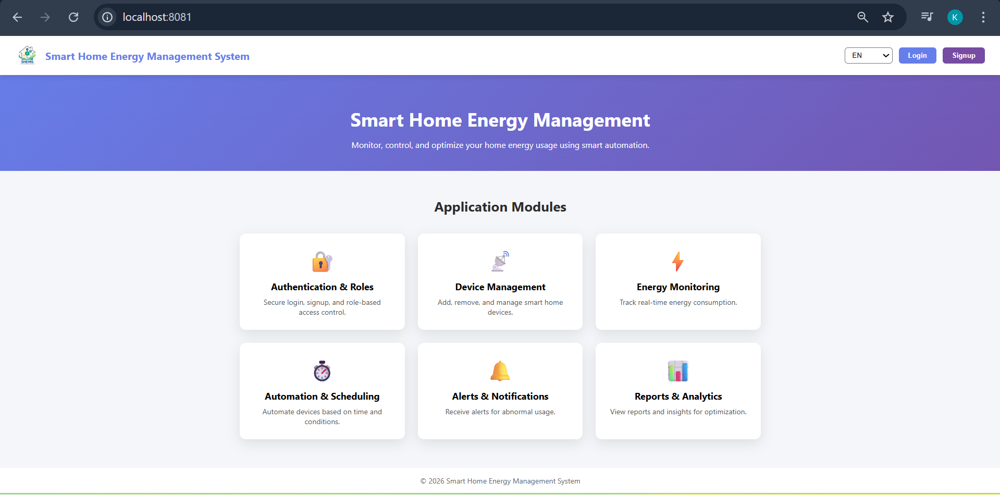 localhost:8081
K
SHEMS
Smart Home Energy Management System
EN
Login
Signup
Smart Home Energy Management
Monitor, control, and optimize your home energy usage using smart automation.
Application Modules
Authentication & Roles
Secure login, signup, and role-based
access control.
Device Management
Add, remove, and manage smart home
devices.
Energy Monitoring
Track real-time energy consumption.
Automation & Scheduling
Automate devices based on time and
conditions.
Alerts & Notifications
Receive alerts for abnormal usage.
Reports & Analytics
View reports and insights for optimization.
© 2026 Smart Home Energy Management System